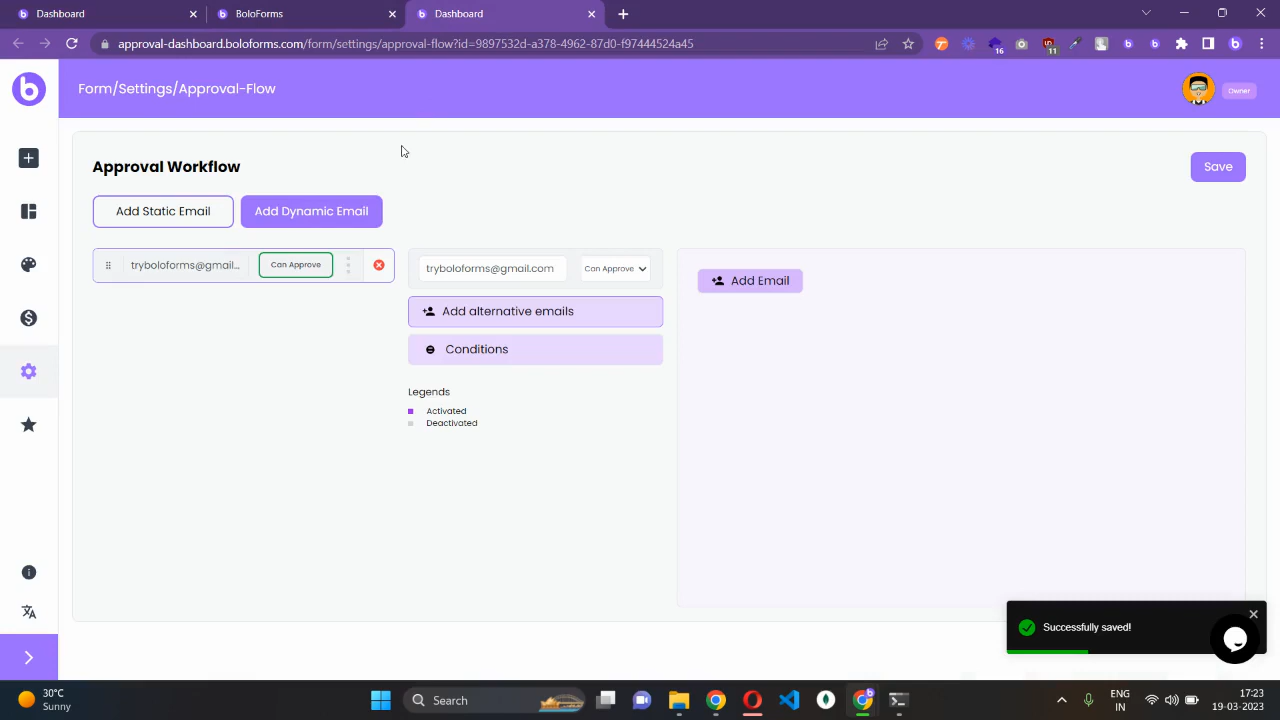 Dashboard
BoloForms
Dashboard
approval-dashboard.boloforms.com/form/settings/approval-flow?id=9897532d-a378-4962-87d0-f97444524a45
16
11
Form/Settings/Approval-Flow
Owner
Approval Workflow
Save
Add Static Email
Add Dynamic Email
tryboloforms@gmail...
Can Approve
tryboloforms@gmail.com
Can Approve
Add Email
Add alternative emails
Conditions
Legends
Activated
Deactivated
Successfully saved!
30°C
Sunny
Search
ENG
IN
17:23
19-03-2023